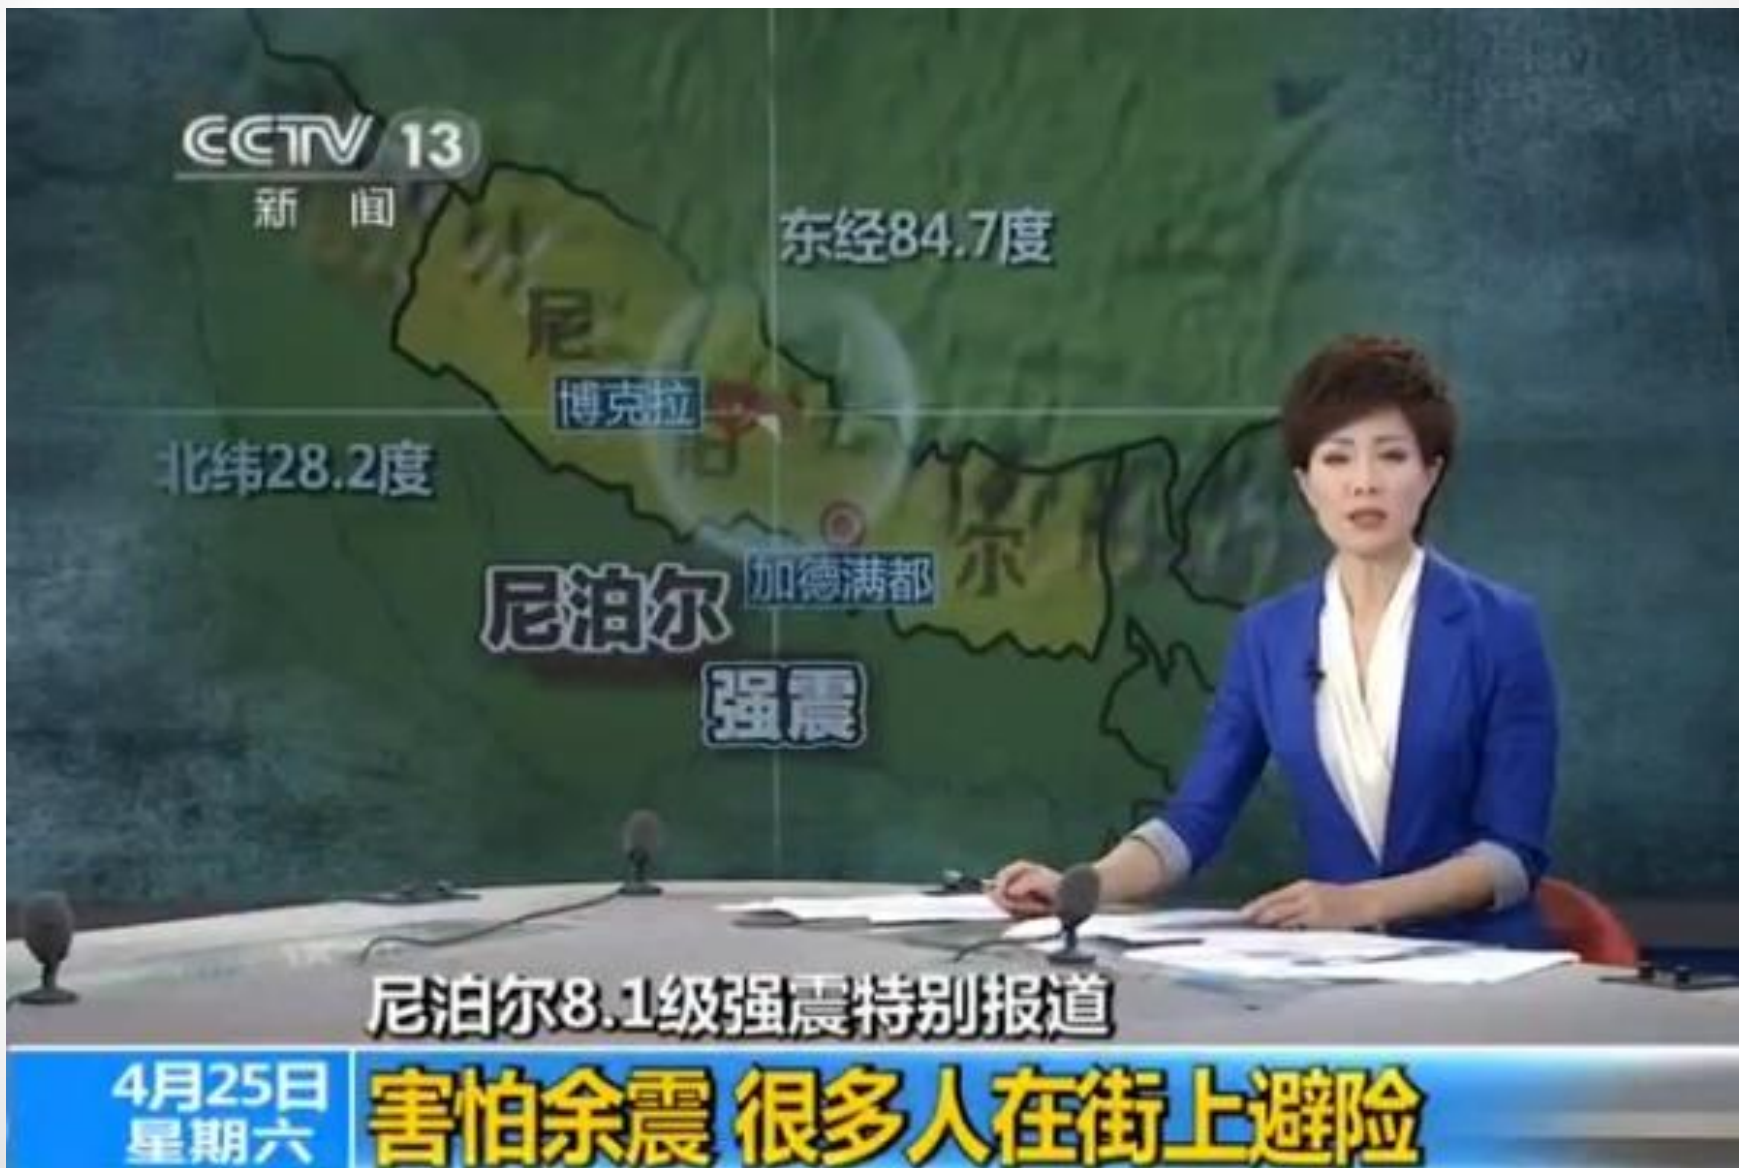 CCTV 13
新 闻
东经84.7度
尼
博克拉
泊
北纬28.2度
尔
加德满都
尼泊尔
强震
尼泊尔8.1级强震特别报道
4月25日
星期六
害怕余震 很多人在街上避险